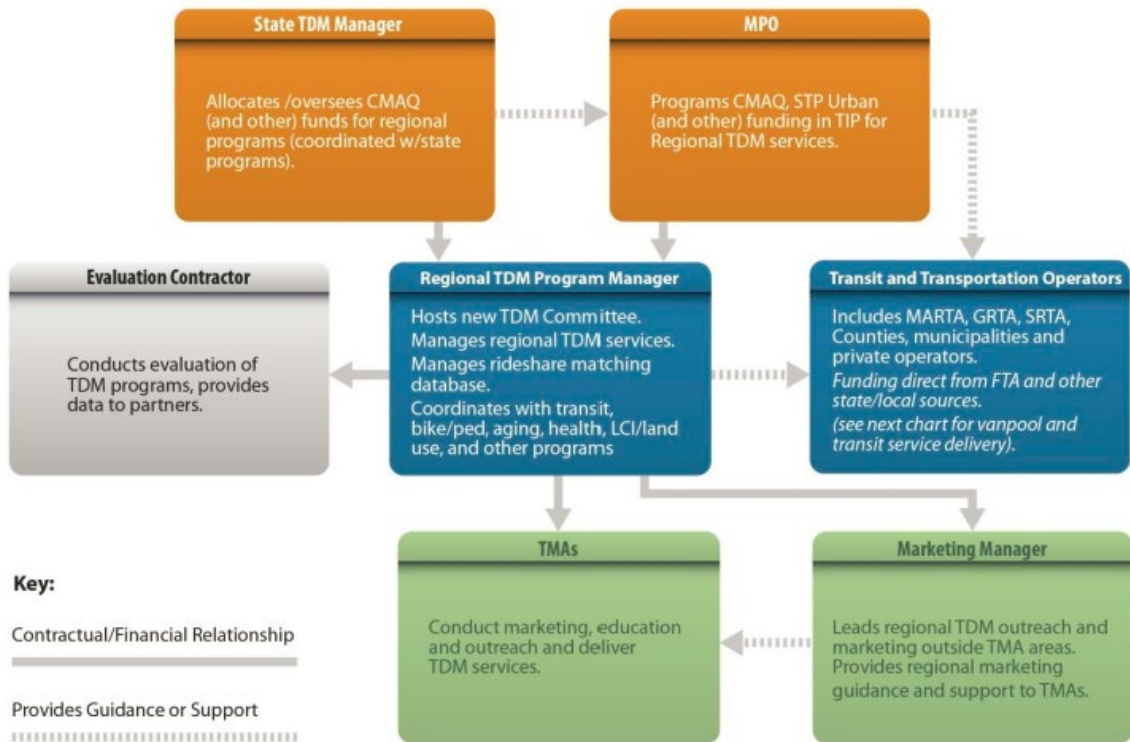 State TDM Manager
Allocates /oversees CMAQ
(and other) funds for regional
programs (coordinated w/state
programs).
MPO
Programs CMAQ, STP Urban
(and other) funding in TIP for
Regional TDM services.
Evaluation Contractor
Conducts evaluation of
TDM programs, provides
data to partners.
Regional TDM Program Manager
Hosts new TDM Committee.
Manages regional TDM services.
Manages rideshare matching
database.
Coordinates with transit,
bike/ped, aging, health, LCI/land
use, and other programs
Transit and Transportation Operators
Includes MARTA, GRTA, SRTA,
Counties, municipalities and
private operators.
Funding direct from FTA and other
state/local sources.
(see next chart for vanpool and
transit service delivery).
TMAs
Conduct marketing, education
and outreach and deliver
TDM services.
Marketing Manager
Leads regional TDM outreach and
marketing outside TMA areas.
Provides regional marketing
guidance and support to TMAs.
Key:
Contractual/Financial Relationship
Provides Guidance or Support